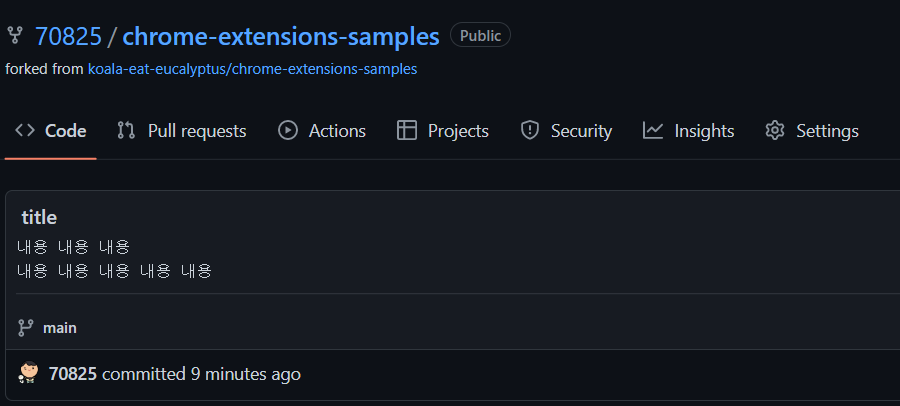 70825 / chrome-extensions-samples Public
forked from koala-eat-eucalyptus/chrome-extensions-samples
Code Pull requests Actions Projects Security Insights Settings
title
내용 내용 내용
내용 내용 내용 내용 내용
main
70825 committed 9 minutes ago